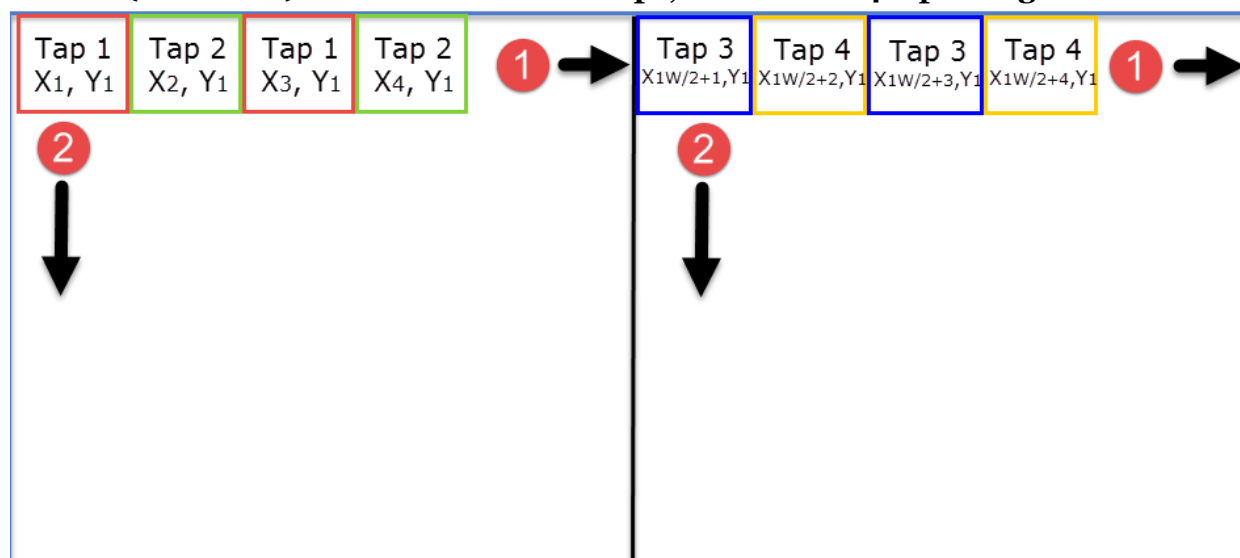 Tap 1 Tap 2 Tap 1 Tap 2 1 Tap 3 Tap 4 Tap 3 Tap 4 1
X1, Y1 X2, Y1 X3, Y1 X4, Y1 X1W/2+1,Y1 X1W/2+2,Y1 X1W/2+3,Y1 X1W/2+4,Y1
2 2